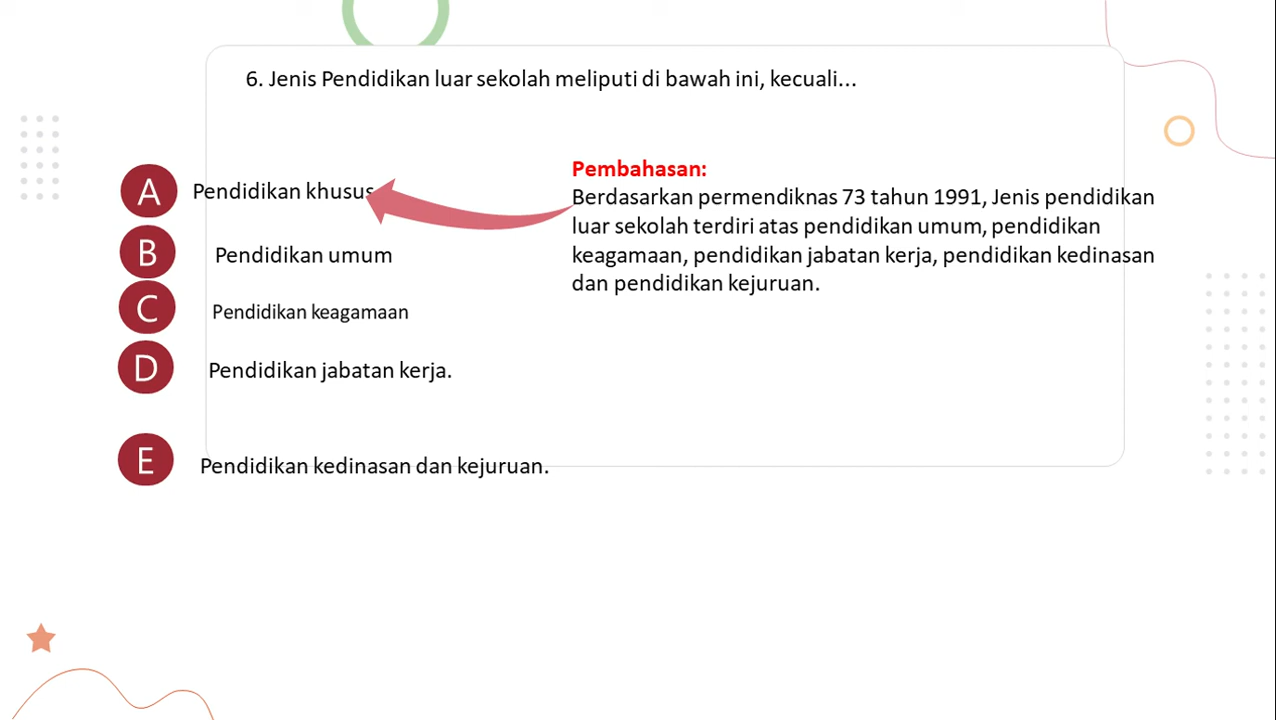 6. Jenis Pendidikan luar sekolah meliputi di bawah ini, kecuali...
A Pendidikan khusus
B Pendidikan umum
C Pendidikan keagamaan
D Pendidikan jabatan kerja.
E Pendidikan kedinasan dan kejuruan.
Pembahasan:
Berdasarkan permendiknas 73 tahun 1991, Jenis pendidikan
luar sekolah terdiri atas pendidikan umum, pendidikan
keagamaan, pendidikan jabatan kerja, pendidikan kedinasan
dan pendidikan kejuruan.